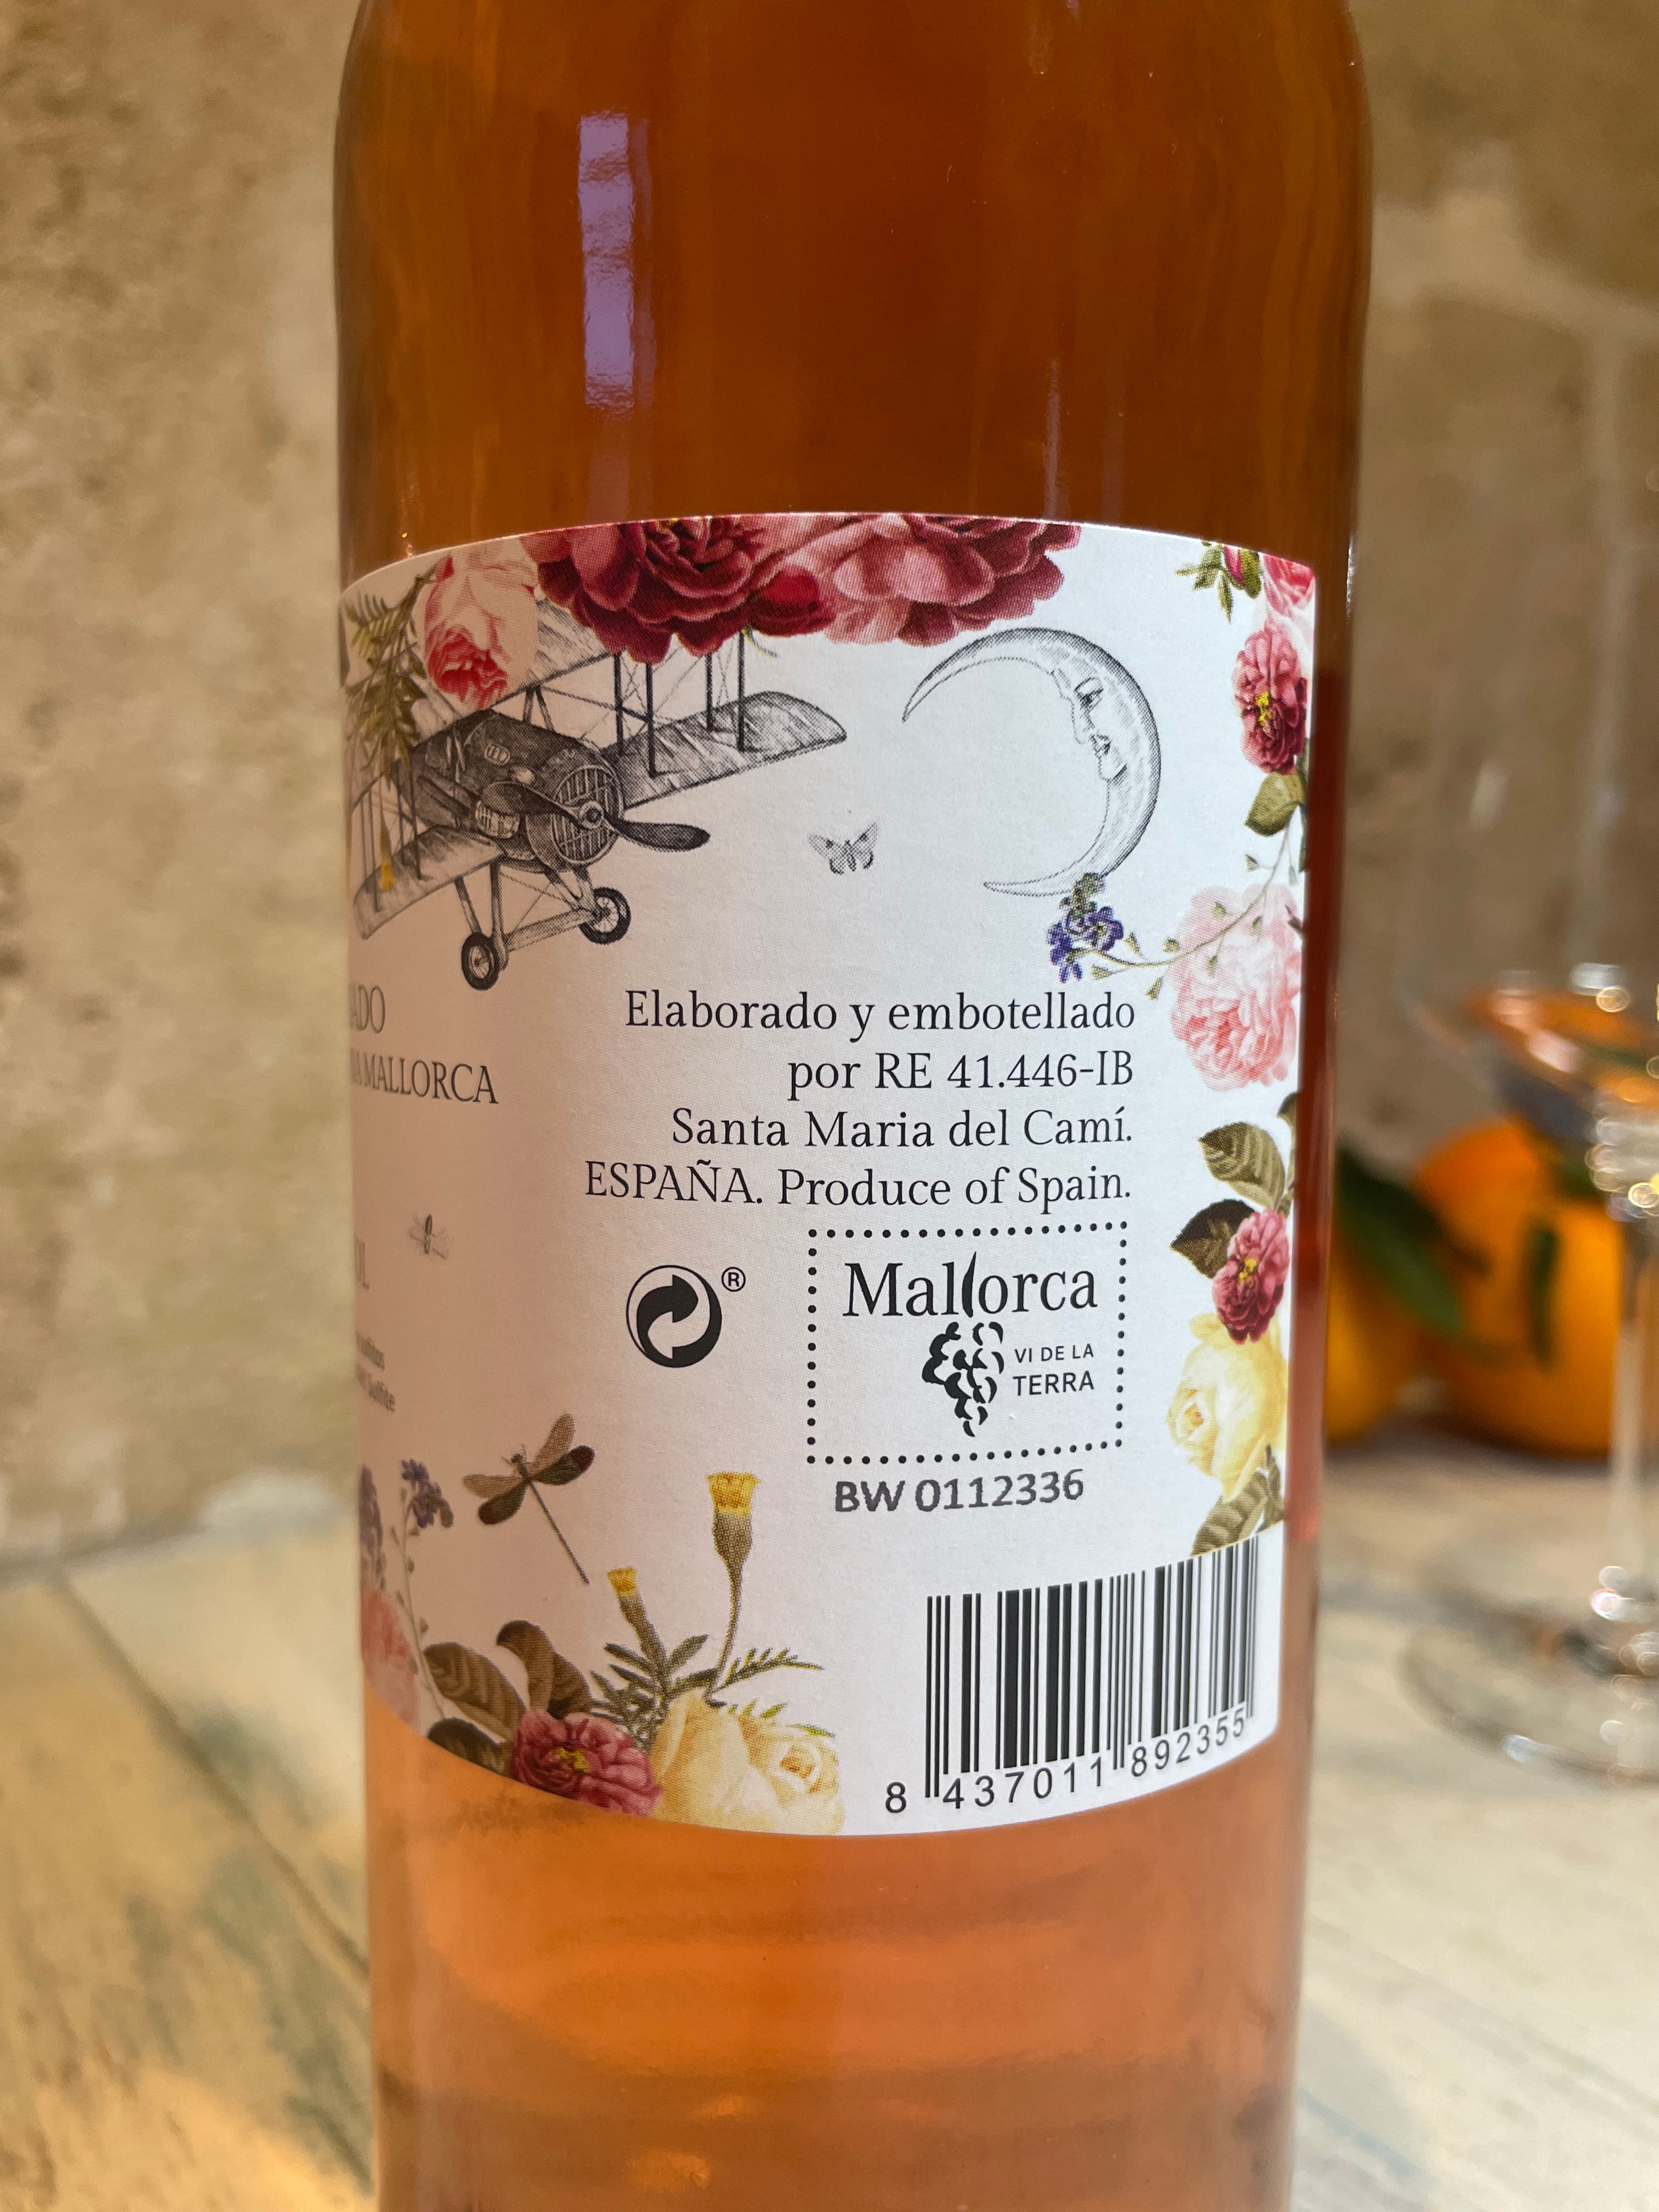 MALLORCA
Elaborado y embotellado
por RE 41.446-IB
Santa Maria del Camí.
ESPAÑA. Produce of Spain.
®
Mallorca
VI DE LA
TERRA
BW 0112336
8 437011 892355